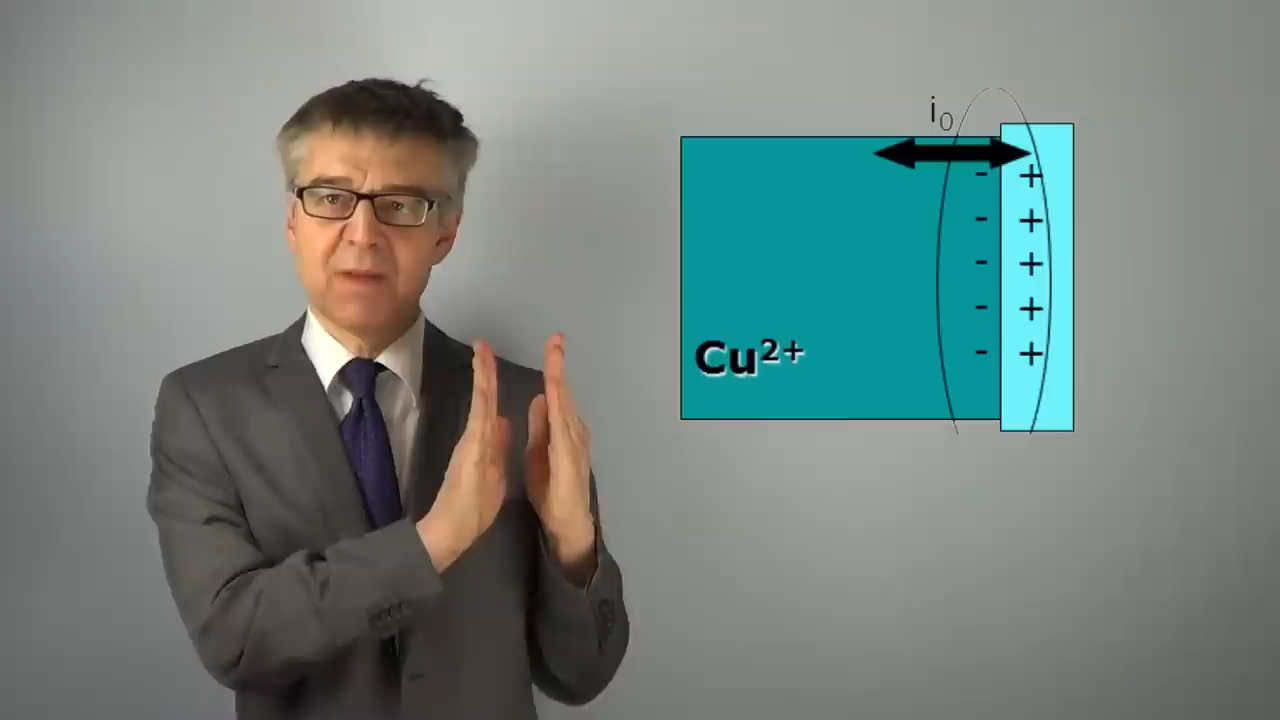 i₀
- +
- +
- +
- +
- +
Cu²⁺